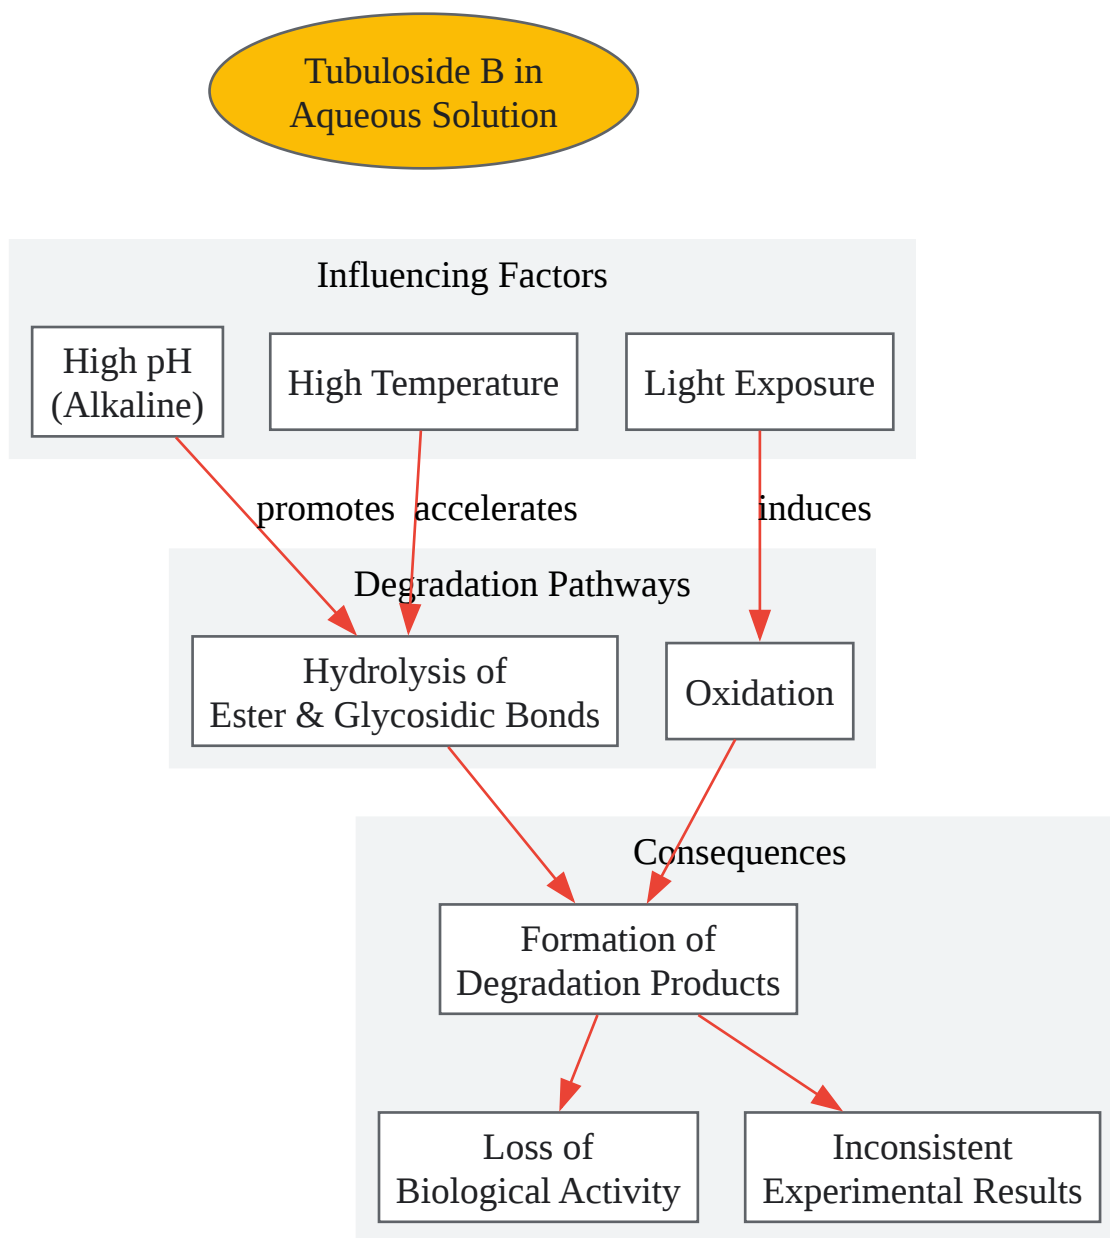 Tubuloside B in
Aqueous Solution
Influencing Factors
High pH
(Alkaline)
High Temperature
Light Exposure
promotes
accelerates
induces
Degradation Pathways
Hydrolysis of
Ester & Glycosidic Bonds
Oxidation
Consequences
Formation of
Degradation Products
Loss of
Biological Activity
Inconsistent
Experimental Results